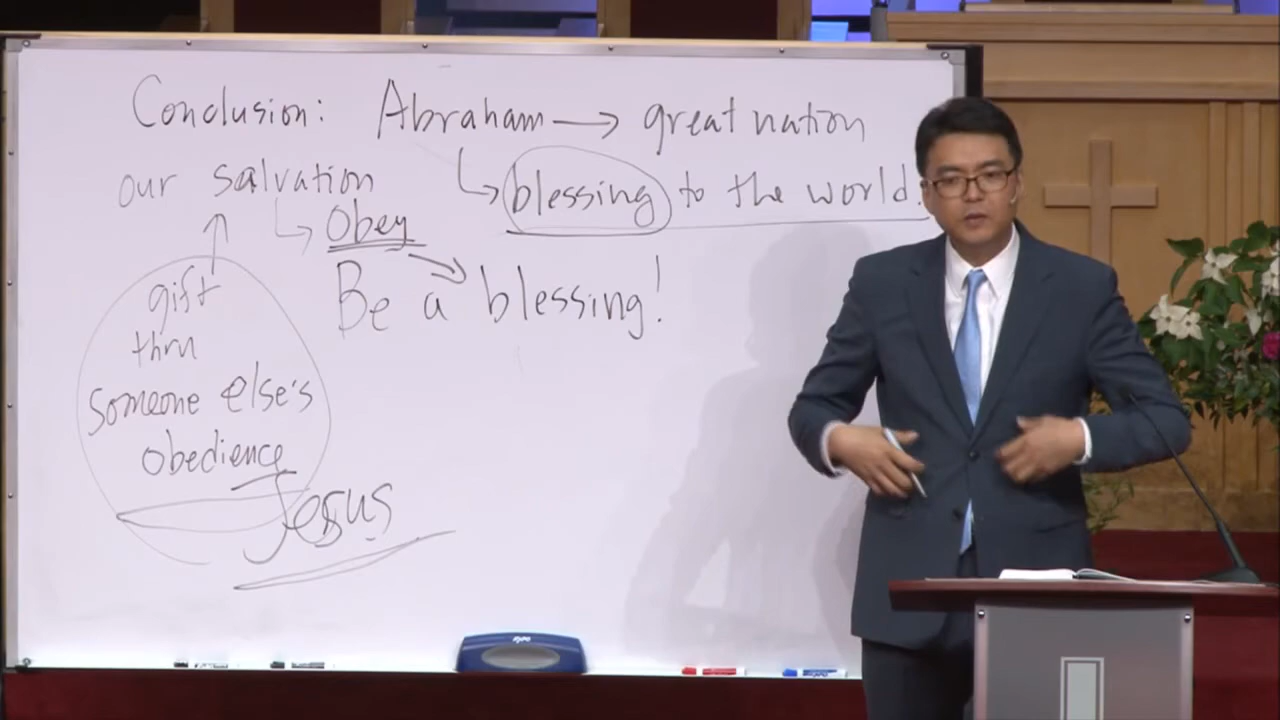 Conclusion: Abraham → great nation
↳ blessing to the world.
our salvation
↳ Obey
→ Be a blessing!
↑
gift
thru
someone else's
obedience
Jesus
expo